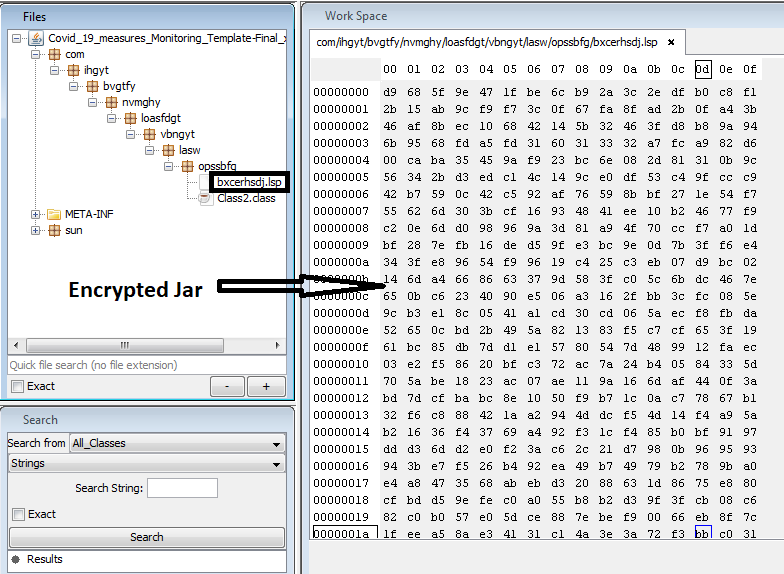 Files
Covid_19_measures_Monitoring_Template-Final_x
com
ihgyt
bvgtfy
nvmghy
loasfdgt
vbngyt
lasw
opssbfg
bxcerhsdj.lsp
Class2.class
META-INF
sun
Encrypted Jar
Quick file search (no file extension)
Exact
- +
Search
Search from All_Classes
Strings
Search String:
Exact
Search
Results
Work Space
com/ihgyt/bvgtfy/nvmghy/loasfdgt/vbngyt/lasw/opssbfg/bxcerhsdj.lsp ×
00 01 02 03 04 05 06 07 08 09 0a 0b 0c 0d 0e 0f
00000000 d9 68 5f 9e 47 1f be 6c b9 2a 3c 2e df b0 c8 f1
00000001 2b 15 ab 9c f9 f7 3c 0f 67 fa 8f ad 2b 0f a4 3b
00000002 46 af 8b ec 10 68 42 14 5b 32 46 3f d8 b8 9a 94
00000003 6b 95 68 fd a5 fd 31 60 31 33 32 a7 fc a9 82 d6
00000004 00 ca ba 35 45 9a f9 23 bc 6e 08 2d 81 31 0b 9c
00000005 56 34 2b d3 ed c1 4c 14 9c e0 df 53 c4 9f cc c9
00000006 42 b7 59 0c 42 c5 92 af 76 59 8b bf 27 1e 54 f7
00000007 55 62 6d 30 3b cf 16 93 48 41 ee 10 b2 46 77 f9
00000008 c2 0e 6d d0 98 96 9a 3d 81 a9 4f 70 cc f7 a0 1d
00000009 bf 28 7e fb 16 de d5 9f e3 bc 9e 0d 7b 3f f6 e4
0000000a 34 3f e8 96 54 f9 96 19 c4 25 c3 eb 07 d9 bc 02
0000000b 14 6d a4 66 86 63 37 9d 58 3f c0 5c 6b dc 46 7e
0000000c 65 0b c6 23 40 90 e5 06 a3 16 2f bb 3c fc 08 5e
0000000d 9c b3 e1 8c 05 41 a1 cd 30 cd 06 5a ec f8 fb da
0000000e 52 65 0c bd 2b 49 5a 82 13 83 f5 c7 cf 65 3f 19
0000000f 61 bc 85 db 7d d1 e1 57 80 54 7d 48 99 12 fa ec
00000010 03 e2 f5 86 20 bf c3 72 ac 7a 24 b4 05 84 33 5d
00000011 70 5a be 18 23 ac 07 ae 11 9a 16 6d af 44 0f 3a
00000012 bd 7d cf ba bc 8e 10 50 f9 b7 1c 0a c7 78 67 b1
00000013 32 f6 c8 88 42 1a a2 94 4d dc f5 4d 14 f4 a9 5a
00000014 b2 16 36 f4 37 69 a4 92 f3 1c f4 85 b0 bf 91 97
00000015 dd d3 6d d2 e0 f2 3a c6 2c 21 d7 98 0b 96 95 93
00000016 94 3b e7 f5 26 b4 92 ea 49 b7 49 79 b2 78 9b a0
00000017 e4 a8 47 35 68 ab eb d3 20 88 63 1d 86 75 e8 80
00000018 cf bd d5 9e fe c0 a0 55 b8 b2 d3 9f 3f cb 08 c6
00000019 82 c0 b0 57 e0 5d ce 88 7e be f9 00 66 eb 8f 7c
0000001a 1f ee a5 8a e3 41 31 c1 4a 3e 3a 72 f3 bb c0 31